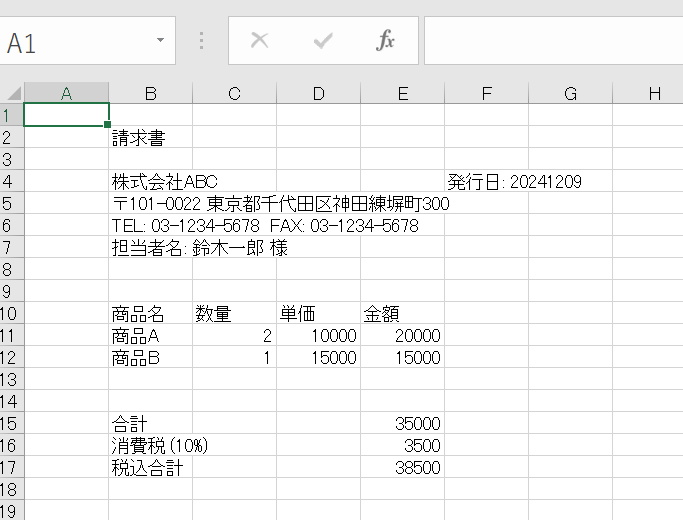 A1
fx
A B C D E F G H
1
2 請求書
3
4 株式会社ABC 発行日: 20241209
5 〒101-0022 東京都千代田区神田練塀町300
6 TEL: 03-1234-5678 FAX: 03-1234-5678
7 担当者名: 鈴木一郎 様
8
9
10 商品名 数量 単価 金額
11 商品A 2 10000 20000
12 商品B 1 15000 15000
13
14
15 合計 35000
16 消費税(10%) 3500
17 税込合計 38500
18
19